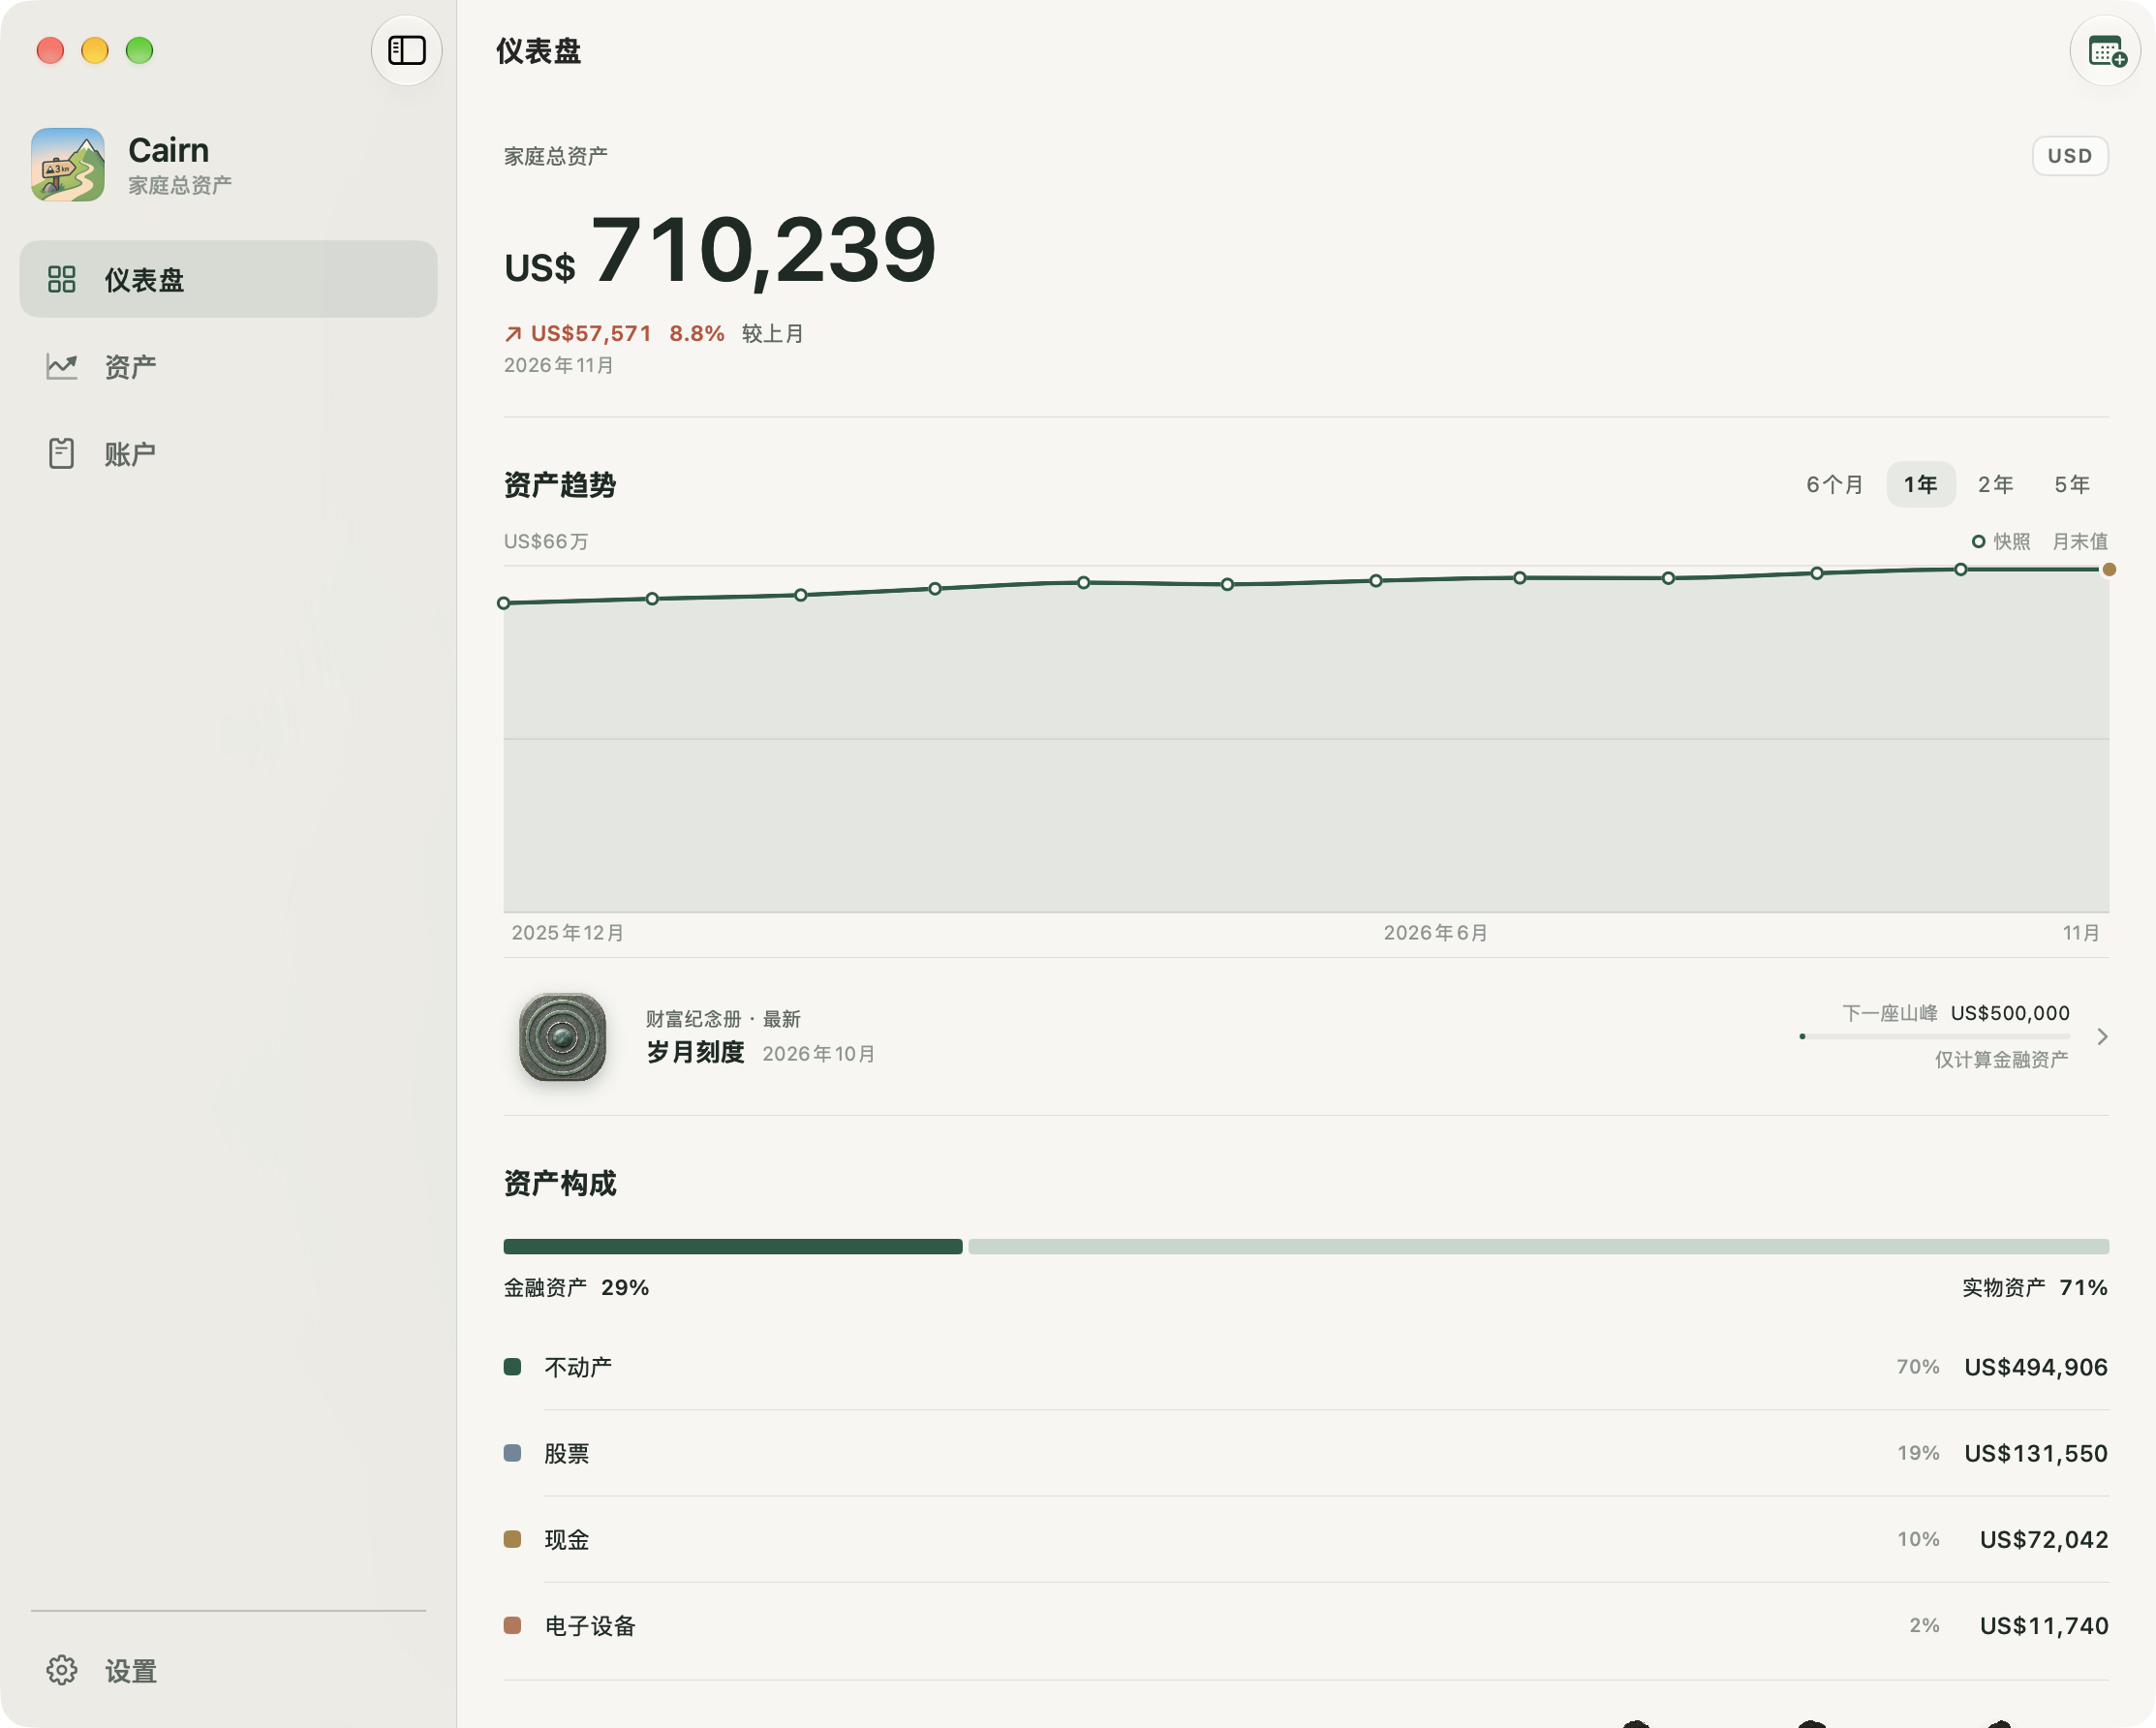 仪表盘
Cairn
家庭总资产
仪表盘
资产
账户
设置
家庭总资产
USD
US$ 710,239
US$57,571 8.8% 较上月
2026年11月
资产趋势
6个月 1年 2年 5年
US$66万
快照 月末值
2025年12月 2026年6月 11月
财富纪念册 · 最新
岁月刻度 2026年10月
下一座山峰 US$500,000
仅计算金融资产
资产构成
金融资产 29%
实物资产 71%
不动产 70% US$494,906
股票 19% US$131,550
现金 10% US$72,042
电子设备 2% US$11,740